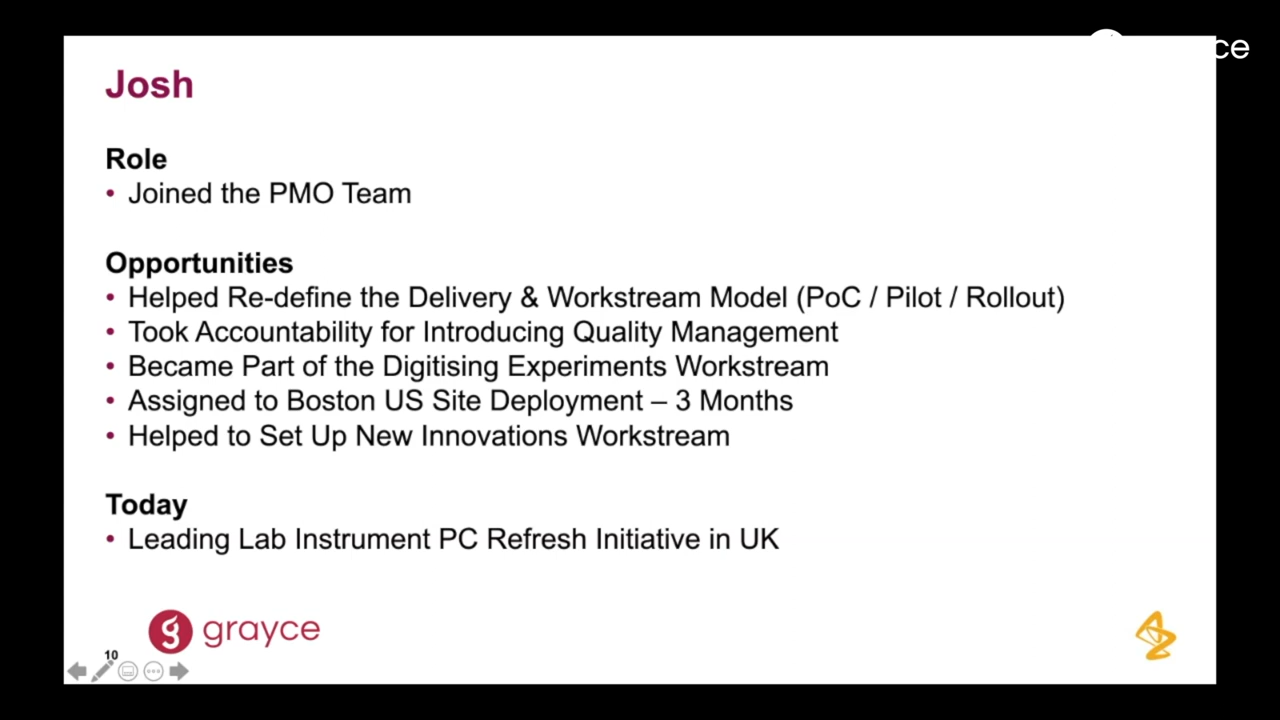 Josh
Role
• Joined the PMO Team
Opportunities
• Helped Re-define the Delivery & Workstream Model (PoC / Pilot / Rollout)
• Took Accountability for Introducing Quality Management
• Became Part of the Digitising Experiments Workstream
• Assigned to Boston US Site Deployment – 3 Months
• Helped to Set Up New Innovations Workstream
Today
• Leading Lab Instrument PC Refresh Initiative in UK
grayce
10